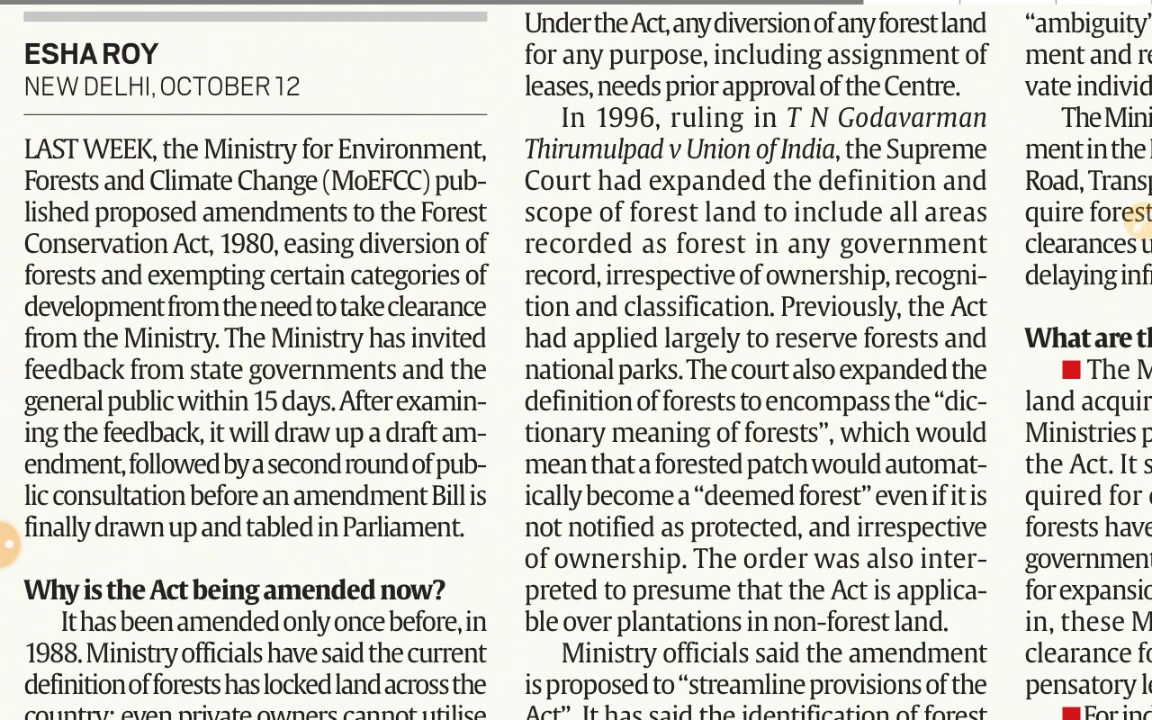 ESHA ROY
NEW DELHI, OCTOBER 12
LAST WEEK, the Ministry for Environment,
Forests and Climate Change (MoEFCC) pub-
lished proposed amendments to the Forest
Conservation Act, 1980, easing diversion of
forests and exempting certain categories of
development from the need to take clearance
from the Ministry. The Ministry has invited
feedback from state governments and the
general public within 15 days. After examin-
ing the feedback, it will draw up a draft am-
endment, followed by a second round of pub-
lic consultation before an amendment Bill is
finally drawn up and tabled in Parliament.
Why is the Act being amended now?
It has been amended only once before, in
1988. Ministry officials have said the current
definition of forests has locked land across the
country; even private owners cannot utilise
Under the Act, any diversion of any forest land
for any purpose, including assignment of
leases, needs prior approval of the Centre.
In 1996, ruling in T N Godavarman
Thirumulpad v Union of India, the Supreme
Court had expanded the definition and
scope of forest land to include all areas
recorded as forest in any government
record, irrespective of ownership, recogni-
tion and classification. Previously, the Act
had applied largely to reserve forests and
national parks. The court also expanded the
definition of forests to encompass the “dic-
tionary meaning of forests”, which would
mean that a forested patch would automat-
ically become a “deemed forest” even if it is
not notified as protected, and irrespective
of ownership. The order was also inter-
preted to presume that the Act is applica-
ble over plantations in non-forest land.
Ministry officials said the amendment
is proposed to “streamline provisions of the
Act”. It has said the identification of forest
“ambiguity”
ment and
vate
The
ment in the
Road,
quire
clearances
delaying
What are
The
land
Ministries
the Act. It
quired for
forests have
government
for
in, these
clearance
pensatory
For